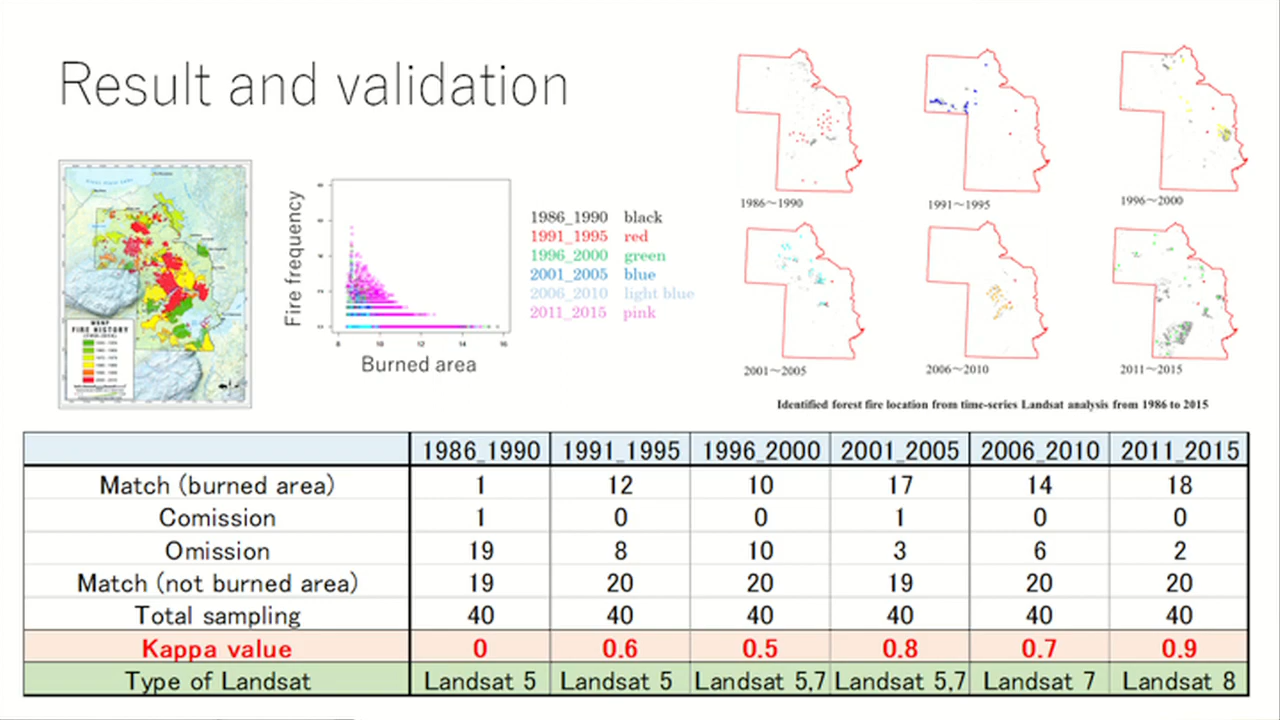 Result and validation
1986~1990
1991~1995
1996~2000
2001~2005
2006~2010
2011~2015
Identified forest fire location from time-series Landsat analysis from 1986 to 2015
FIRE HISTORY
Fire frequency
8 10 12 14 16
Burned area
1986_1990 black
1991_1995 red
1996_2000 green
2001_2005 blue
2006_2010 light blue
2011_2015 pink
1986_1990 1991_1995 1996_2000 2001_2005 2006_2010 2011_2015
Match (burned area) 1 12 10 17 14 18
Comission 1 0 0 1 0 0
Omission 19 8 10 3 6 2
Match (not burned area) 19 20 20 19 20 20
Total sampling 40 40 40 40 40 40
Kappa value 0 0.6 0.5 0.8 0.7 0.9
Type of Landsat Landsat 5 Landsat 5 Landsat 5,7 Landsat 5,7 Landsat 7 Landsat 8